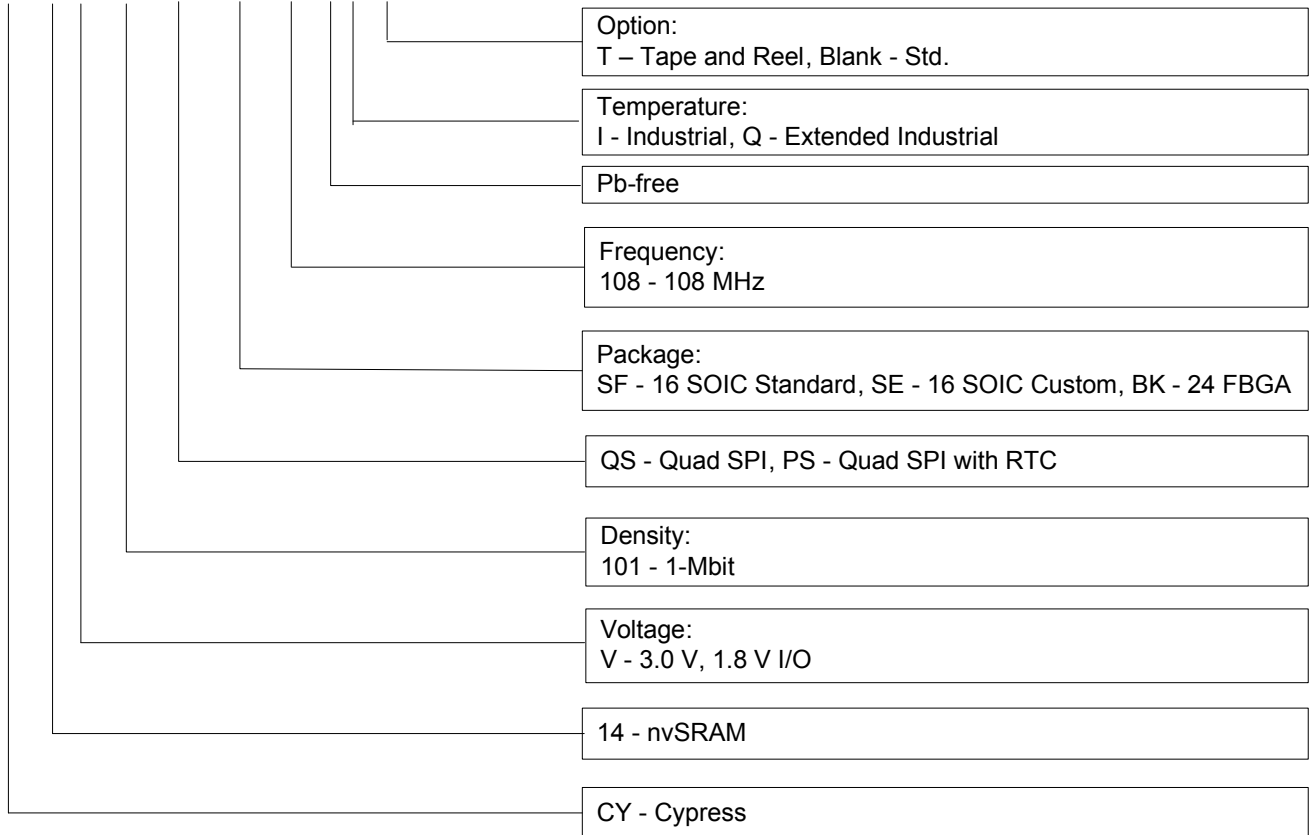 Option:
T – Tape and Reel, Blank - Std.
Temperature:
I - Industrial, Q - Extended Industrial
Pb-free
Frequency:
108 - 108 MHz
Package:
SF - 16 SOIC Standard, SE - 16 SOIC Custom, BK - 24 FBGA
QS - Quad SPI, PS - Quad SPI with RTC
Density:
101 - 1-Mbit
Voltage:
V - 3.0 V, 1.8 V I/O
14 - nvSRAM
CY - Cypress